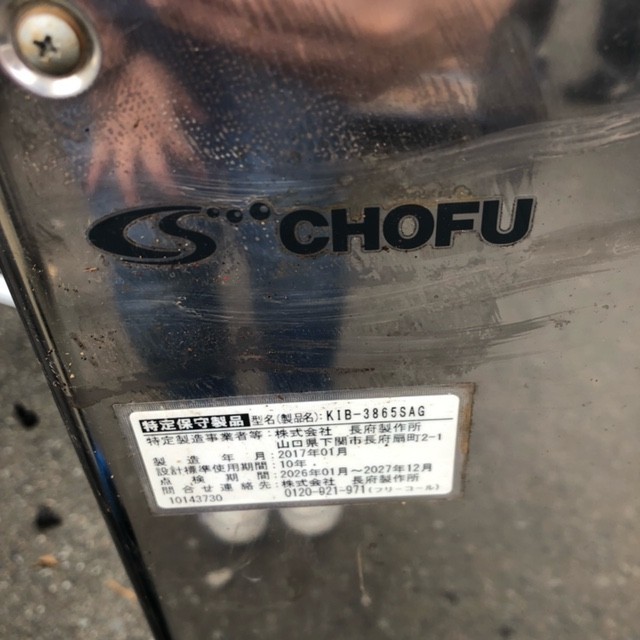 CS CHOFU
特定保守製品 型名(製品名): KIB-3865SAG
特定製造事業者等: 株式会社 長府製作所
山口県下関市長府扇町2-1
製造年月: 2017年01月
設計標準使用期間: 10年
点検期間: 2026年01月~2027年12月
問合せ連絡先: 株式会社 長府製作所
0120-921-971(フリーコール)
10143730